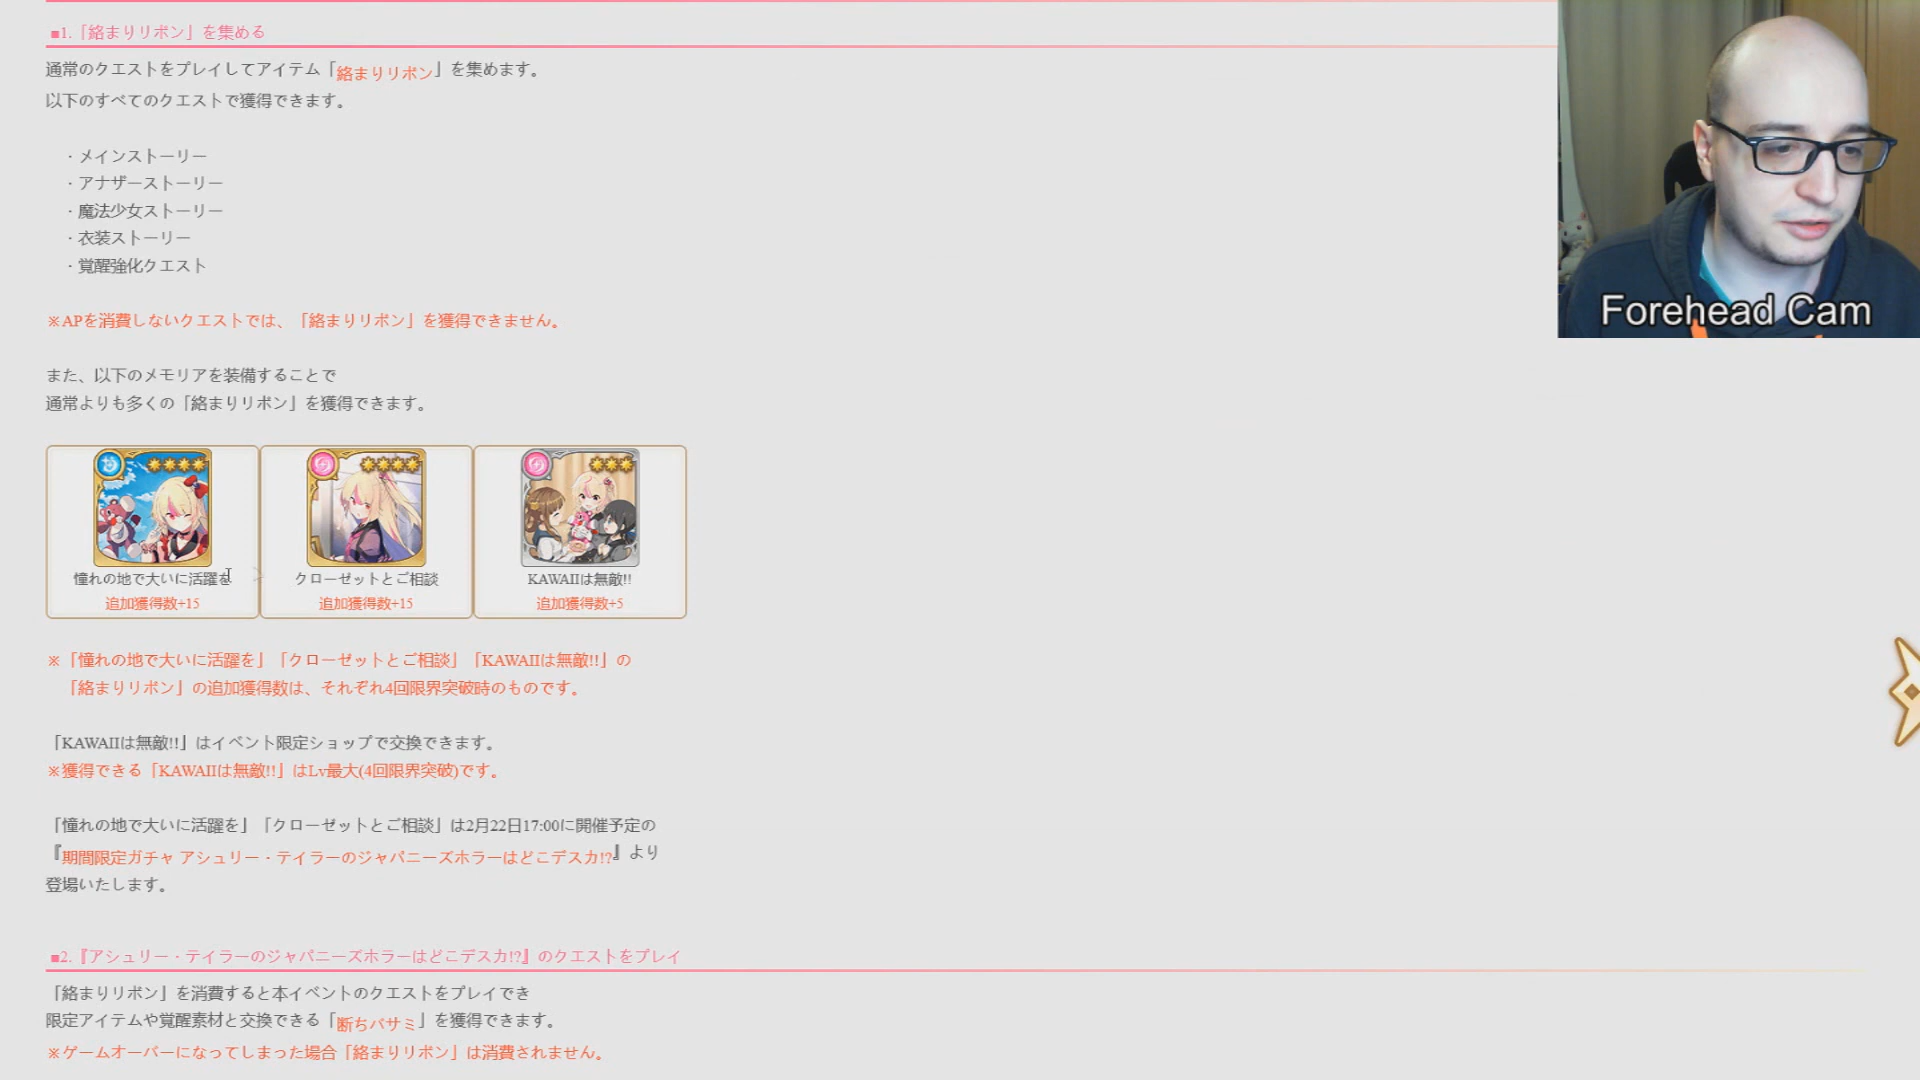 ■1.「絡まりリボン」を集める
通常のクエストをプレイしてアイテム「絡まりリボン」を集めます。
以下のすべてのクエストで獲得できます。
・メインストーリー
・アナザーストーリー
・魔法少女ストーリー
・衣装ストーリー
・覚醒強化クエスト
※APを消費しないクエストでは、「絡まりリボン」を獲得できません。
また、以下のメモリアを装備することで
通常よりも多くの「絡まりリボン」を獲得できます。
憧れの地で大いに活躍を
追加獲得数+15
クローゼットとご相談
追加獲得数+15
KAWAIIは無敵!!
追加獲得数+5
※「憧れの地で大いに活躍を」「クローゼットとご相談」「KAWAIIは無敵!!」の
「絡まりリボン」の追加獲得数は、それぞれ4回限界突破時のものです。
「KAWAIIは無敵!!」はイベント限定ショップで交換できます。
※獲得できる「KAWAIIは無敵!!」はLv最大(4回限界突破)です。
「憧れの地で大いに活躍を」「クローゼットとご相談」は2月22日17:00に開催予定の
『期間限定ガチャ アシュリー・テイラーのジャパニーズホラーはどこデスカ!?』より
登場いたします。
■2.『アシュリー・テイラーのジャパニーズホラーはどこデスカ!?』のクエストをプレイ
「絡まりリボン」を消費すると本イベントのクエストをプレイでき
限定アイテムや覚醒素材と交換できる「断ちバサミ」を獲得できます。
※ゲームオーバーになってしまった場合「絡まりリボン」は消費されません。
Forehead Cam